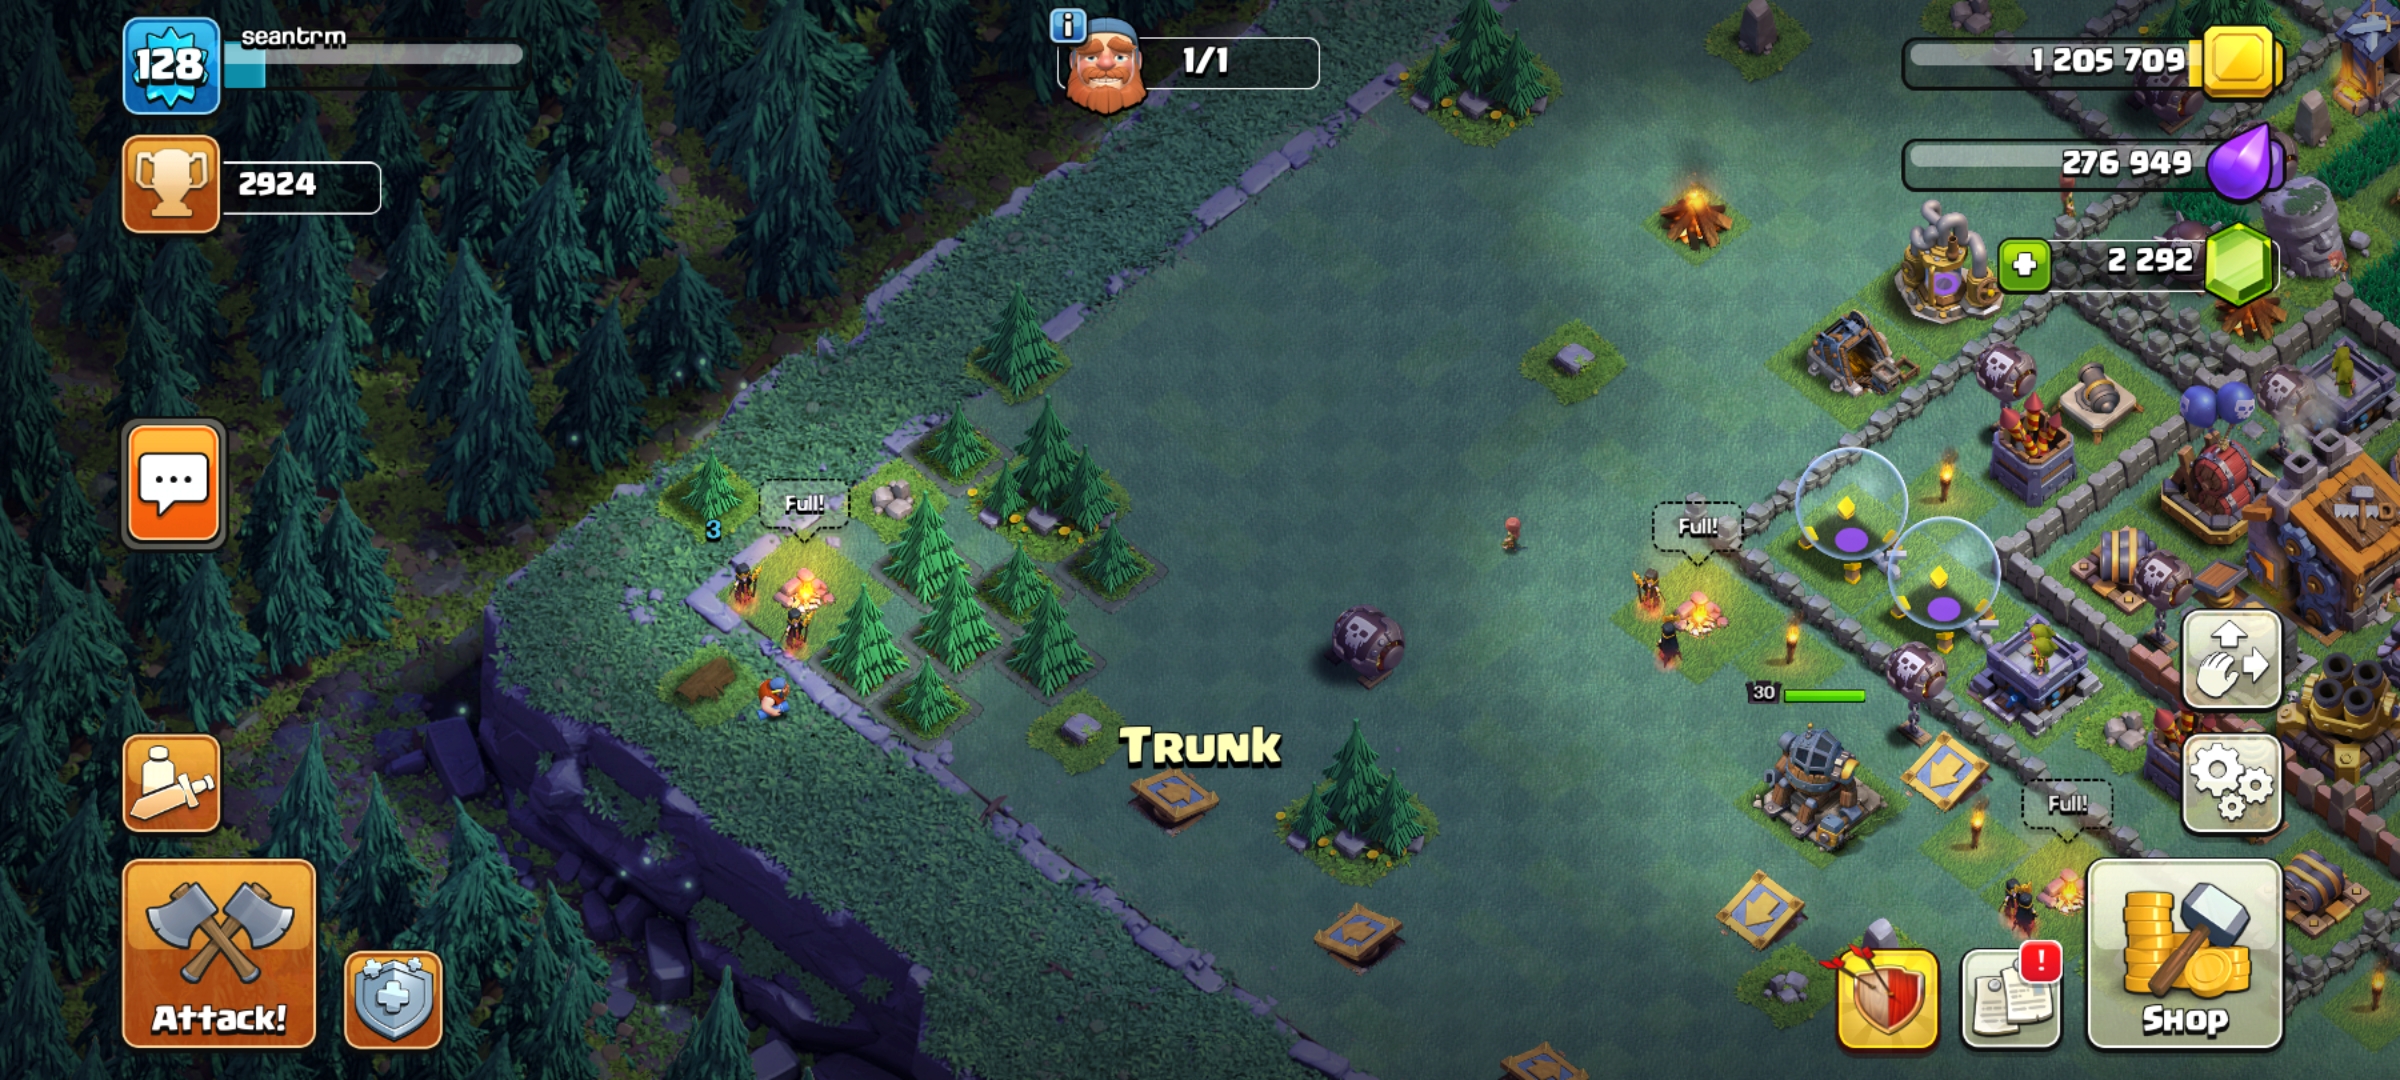 128
seantrm
i
1/1
1 205 709
2924
276 949
2 292
Full!
3
Full!
30
Trunk
Full!
!
Attack!
Shop